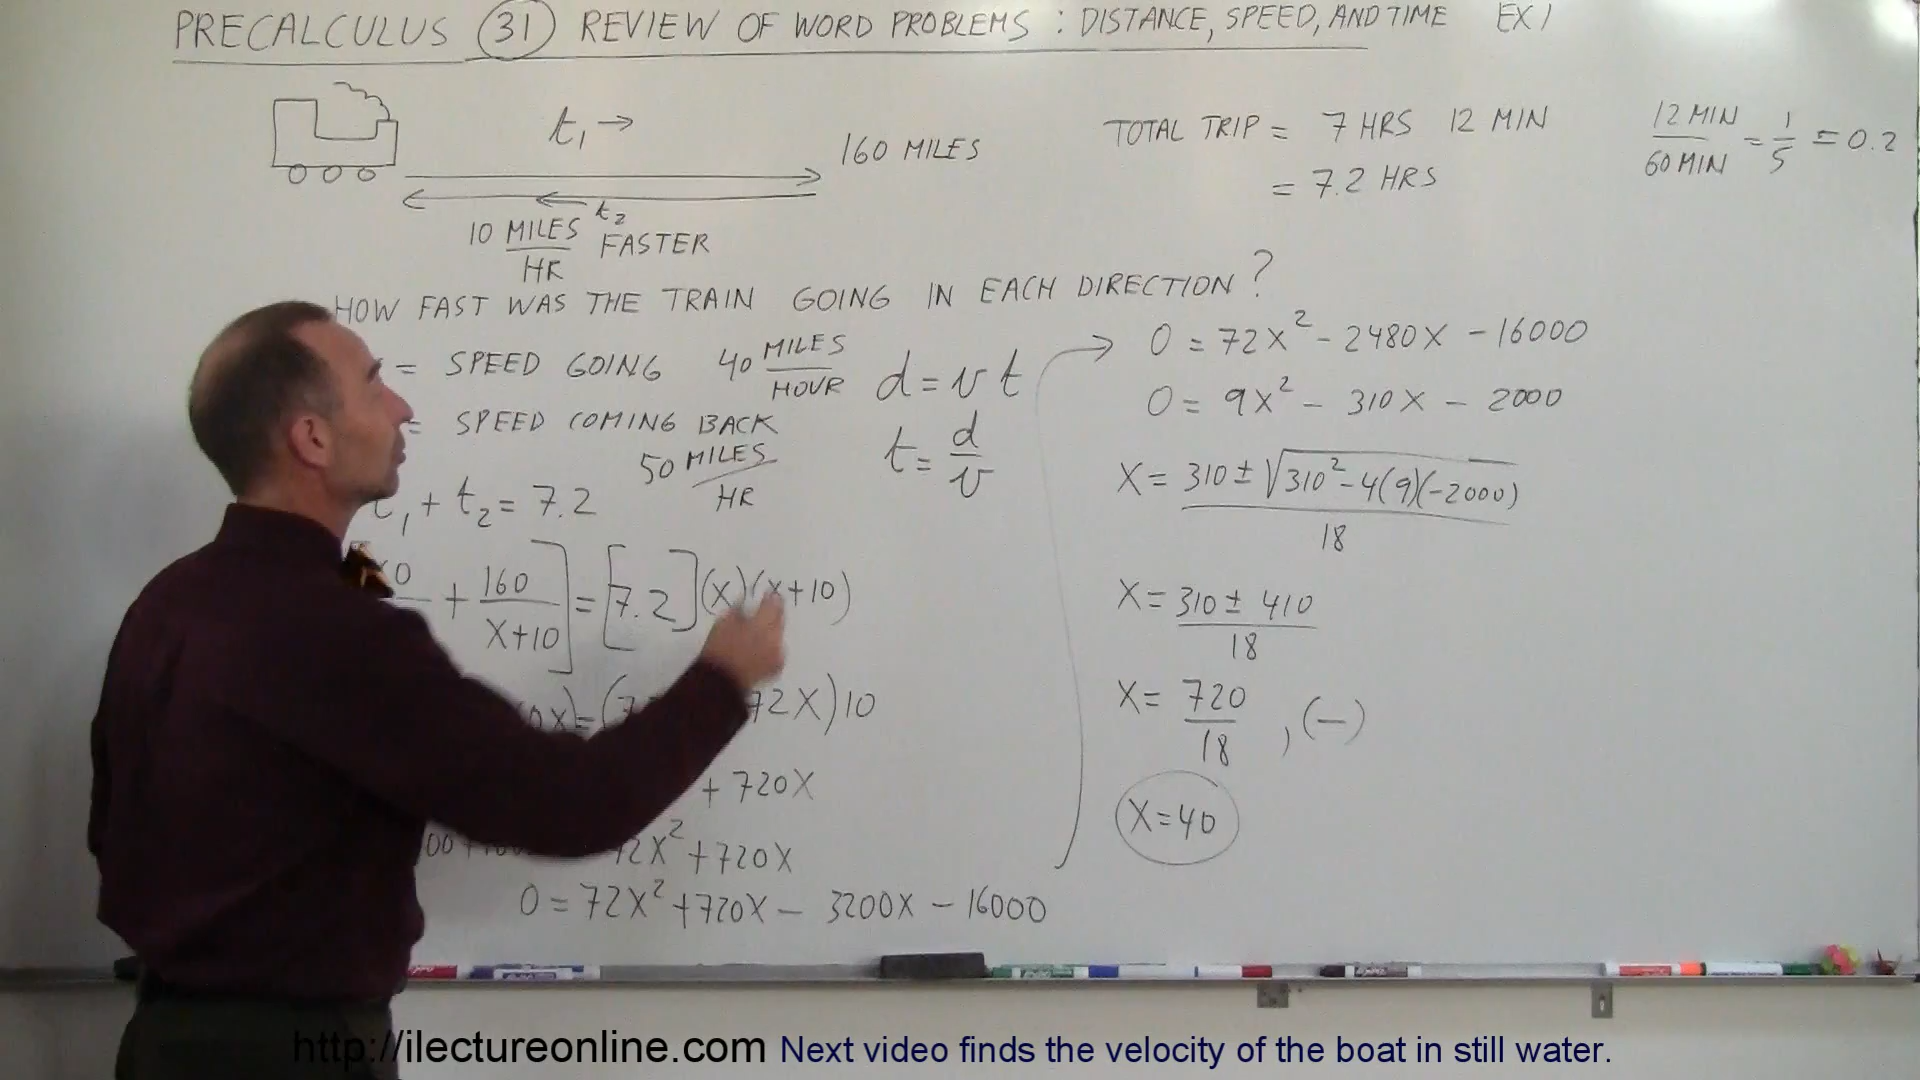 PRECALCULUS 31 REVIEW OF WORD PROBLEMS : DISTANCE, SPEED, AND TIME EX 1
t₁ →
160 MILES
t₂
10 MILES/HR FASTER
TOTAL TRIP = 7 HRS 12 MIN
= 7.2 HRS
12 MIN/60 MIN = 1/5 = 0.2
HOW FAST WAS THE TRAIN GOING IN EACH DIRECTION ?
= SPEED GOING 40 MILES/HOUR
= SPEED COMING BACK
50 MILES/HR
d = v t
t = d/v
t₁ + t₂ = 7.2
+ 160/(X+10) ] = [ 7.2 ] (X)(X+10)
72X)10
+ 720X
72X² + 720X
0 = 72X² + 720X - 3200X - 16000
→ 0 = 72X² - 2480X - 16000
0 = 9X² - 310X - 2000
X = (310 ± √(310² - 4(9)(-2000)))/18
X = (310 ± 410)/18
X = 720/18 , (-)
X = 40
http://ilectureonline.com Next video finds the velocity of the boat in still water.